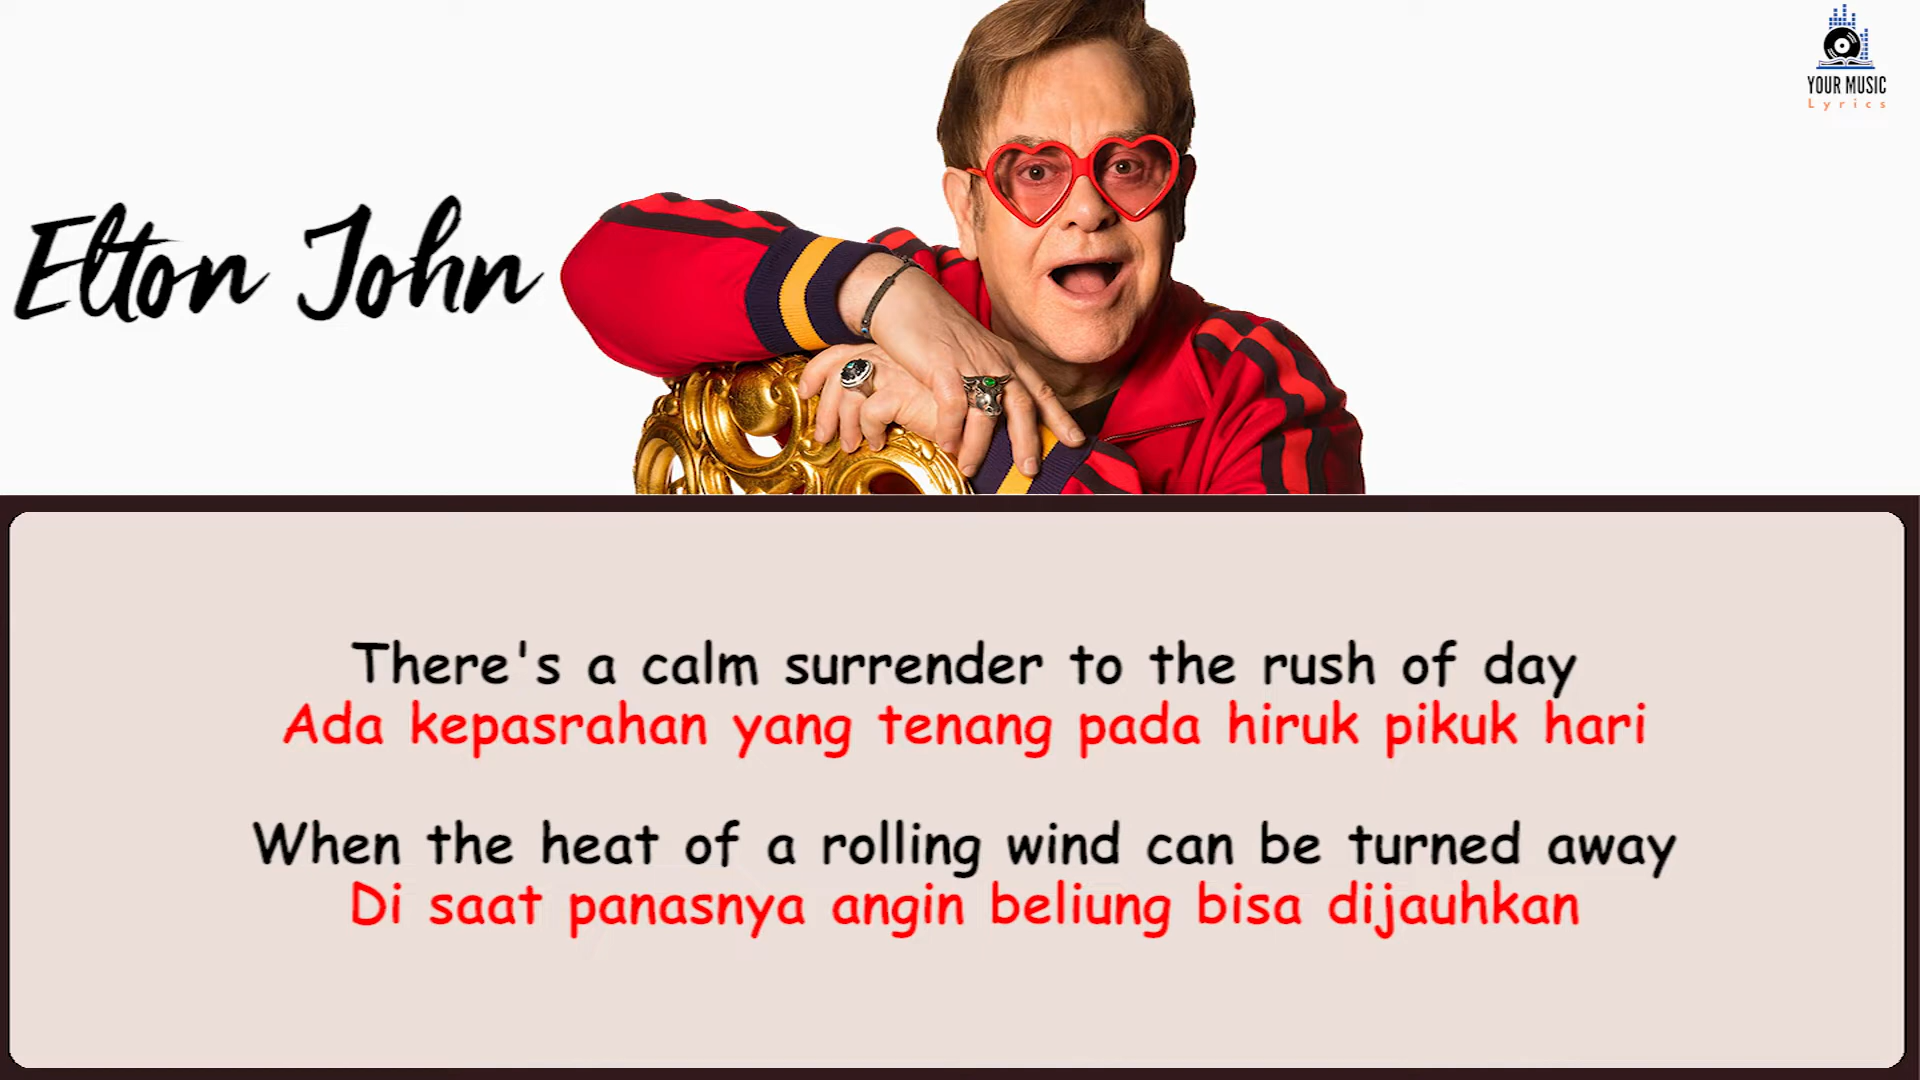 YOUR MUSIC
Lyrics
Elton John
There's a calm surrender to the rush of day
Ada kepasrahan yang tenang pada hiruk pikuk hari
When the heat of a rolling wind can be turned away
Di saat panasnya angin beliung bisa dijauhkan